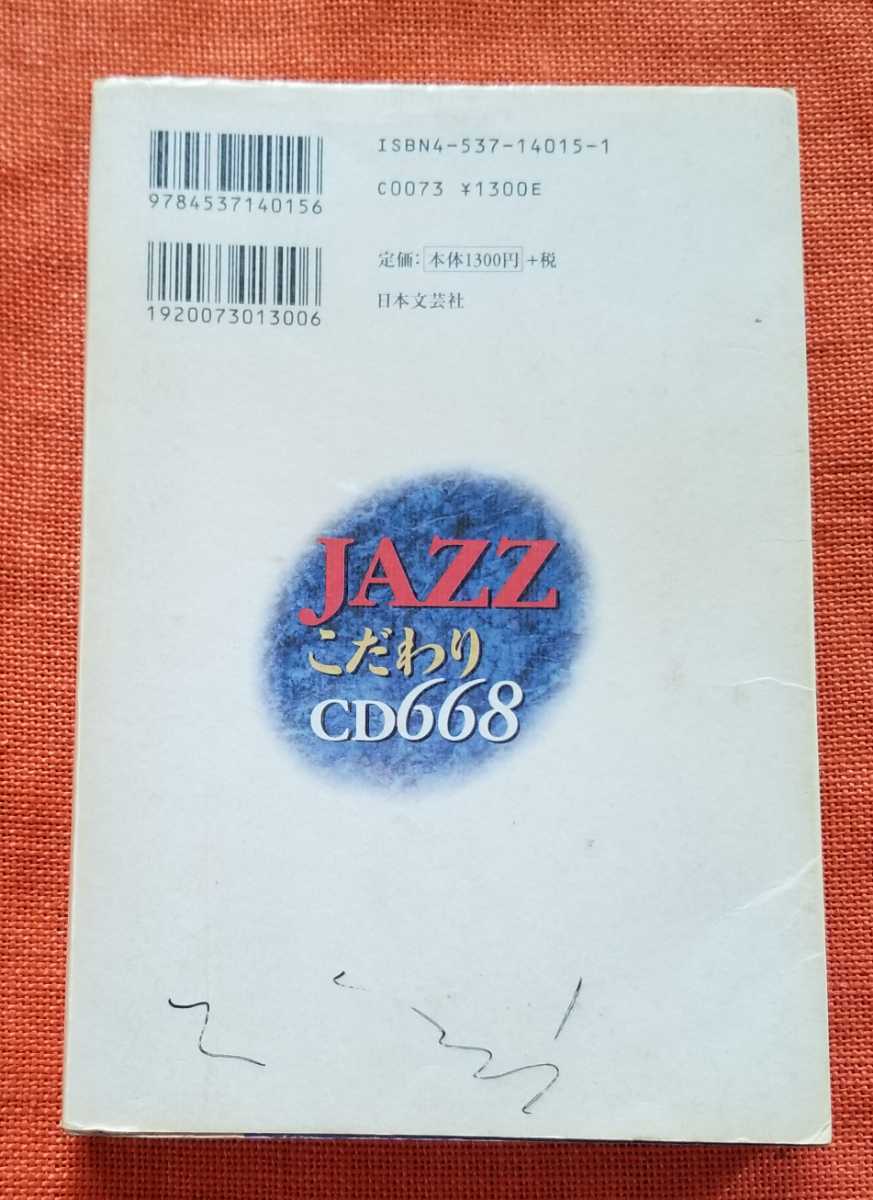 9784537140156
1920073013006
ISBN4-537-14015-1
C0073 ¥1300E
定価：本体1300円+税
日本文芸社
JAZZ
こだわり
CD668